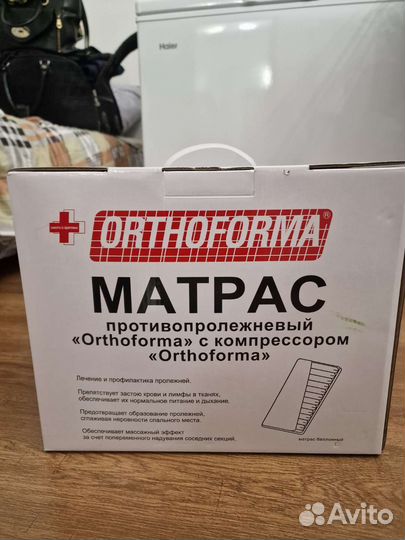 Haier
ORTHOFORMA®
МАТРАС
противопролежневый
«Orthoforma» с компрессором
«Orthoforma»
Лечение и профилактика пролежней.
Препятствует застою крови и лимфы в тканях,
обеспечивает их нормальное питание и дыхание.
Предотвращает образование пролежней,
сглаживая неровности спального места.
Обеспечивает массажный эффект
за счет попеременного надувания соседних секций.
матрас баллонный
Avito